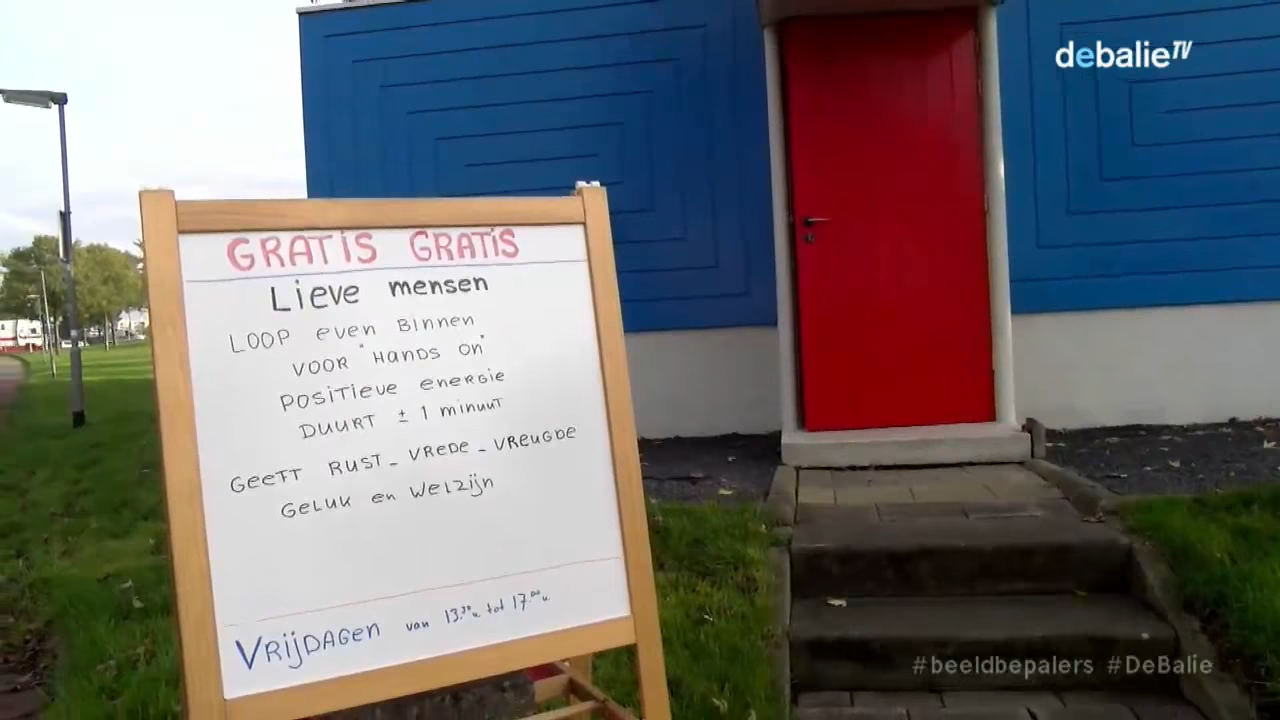 debalieTV
GRATIS GRATIS
Lieve mensen
LOOP even BINNEN
VOOR "HANDS ON"
POSITIEVE ENERGIE
DUURT ± 1 minuut
GEEFT RUST - VREDE - VREUGDE
GELUK en WELZIJN
VRIJDAGEN van 13.30u tot 17.00u
#beeldbepalers #DeBalie